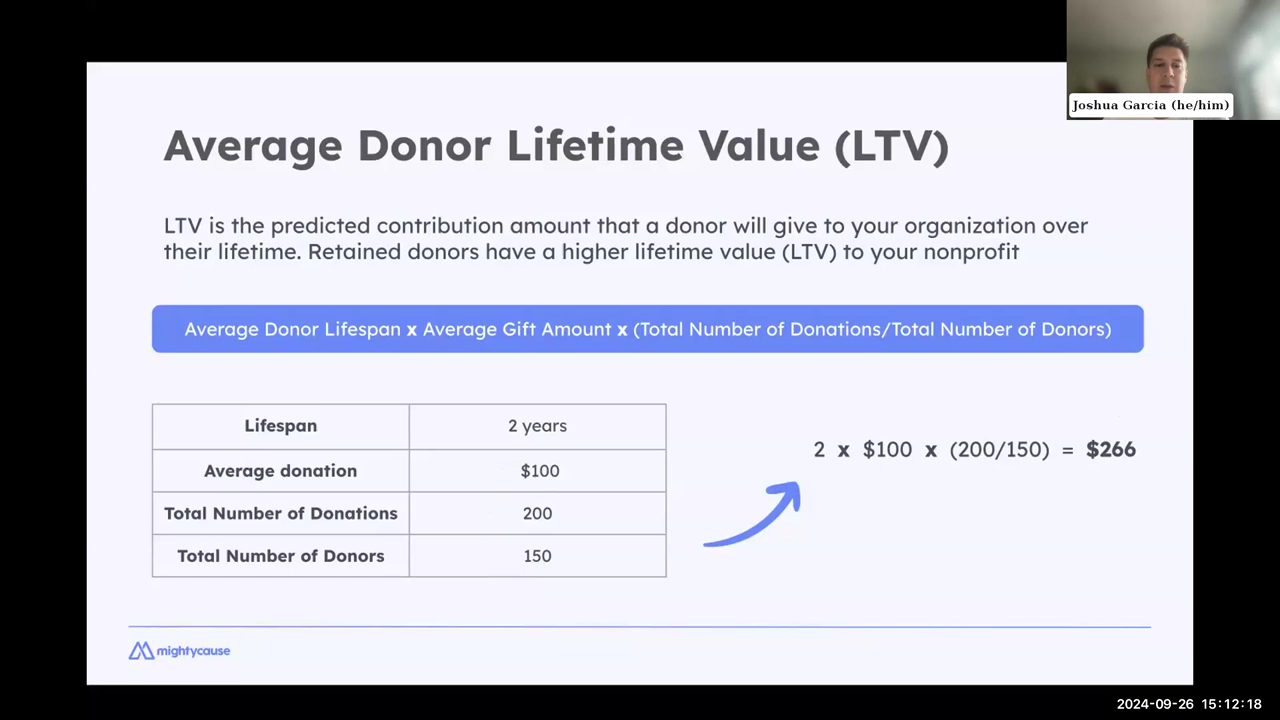 Joshua Garcia (he/him)
Average Donor Lifetime Value (LTV)
LTV is the predicted contribution amount that a donor will give to your organization over
their lifetime. Retained donors have a higher lifetime value (LTV) to your nonprofit
Average Donor Lifespan x Average Gift Amount x (Total Number of Donations/Total Number of Donors)
Lifespan 2 years
Average donation $100
Total Number of Donations 200
Total Number of Donors 150
2 x $100 x (200/150) = $266
mightycause
2024-09-26 15:12:18